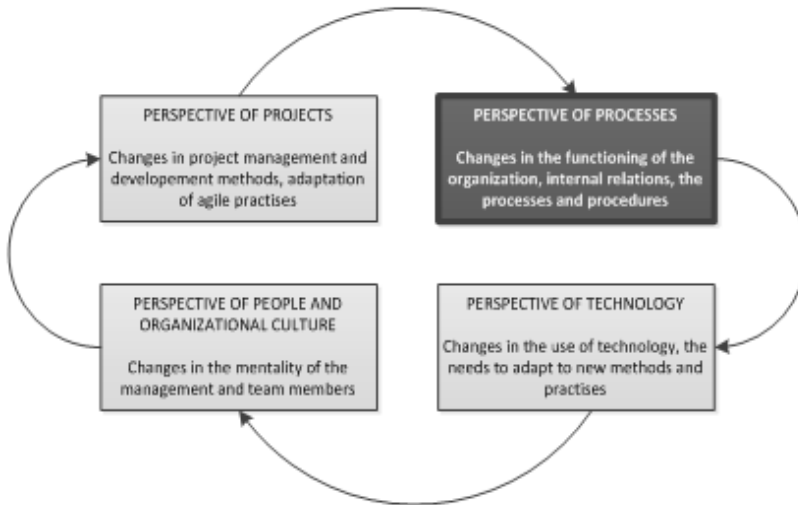 PERSPECTIVE OF PROJECTS
Changes in project management and
developement methods, adaptation
of agile practises
PERSPECTIVE OF PROCESSES
Changes in the functioning of the
organization, internal relations, the
processes and procedures
PERSPECTIVE OF PEOPLE AND
ORGANIZATIONAL CULTURE
Changes in the mentality of the
management and team members
PERSPECTIVE OF TECHNOLOGY
Changes in the use of technology, the
needs to adapt to new methods and
practises